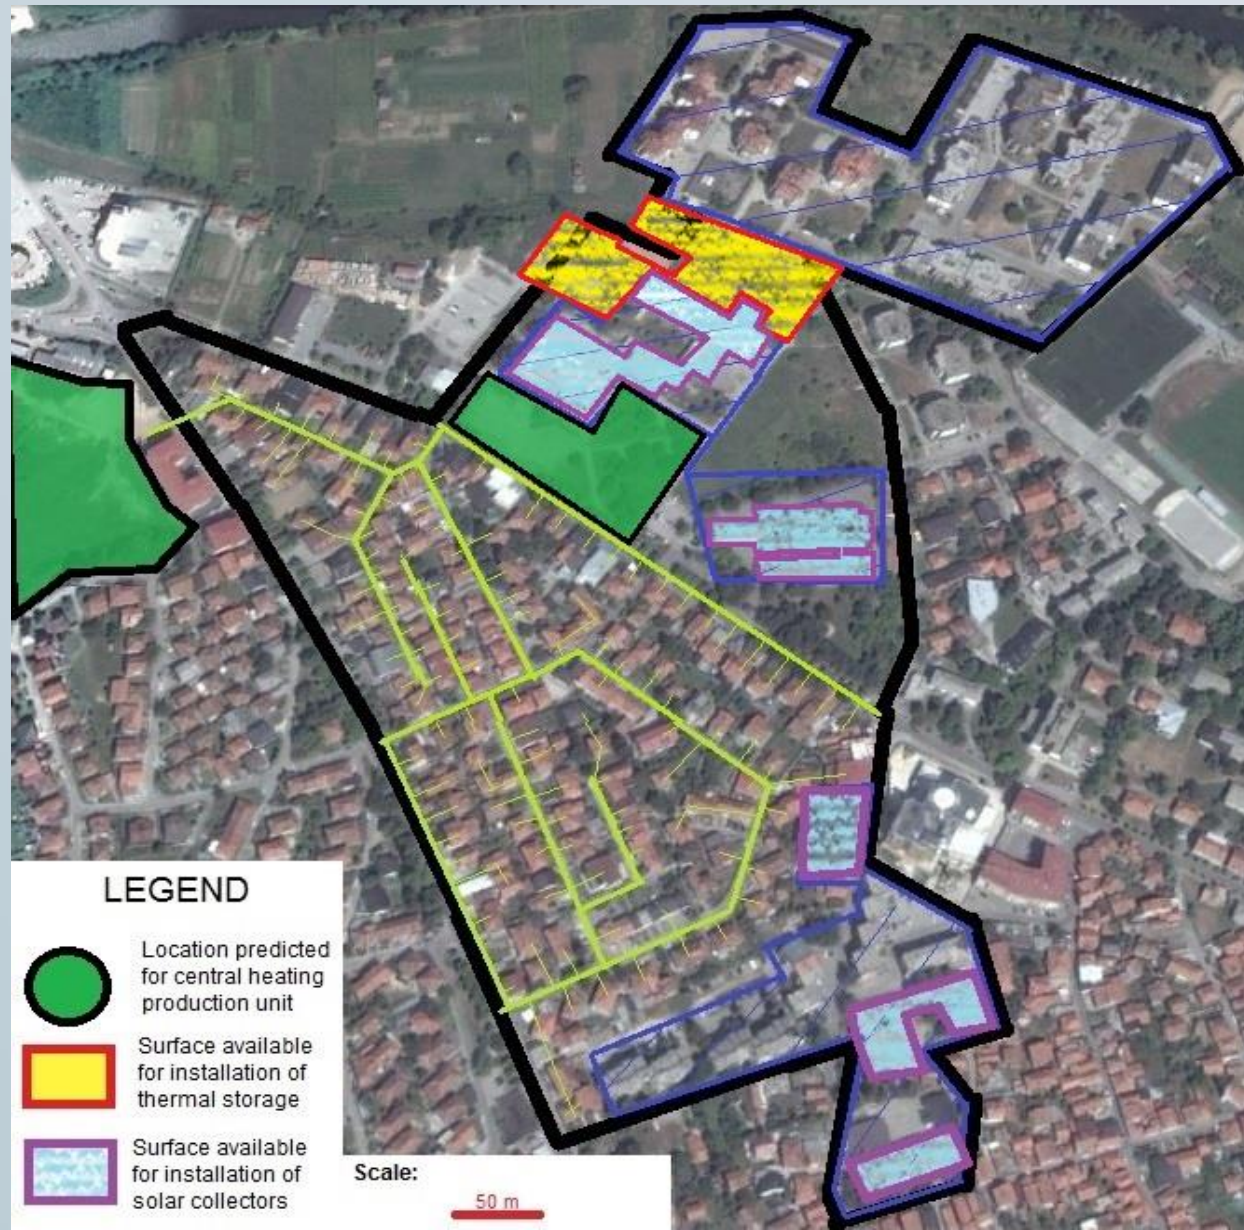 LEGEND
Location predicted
for central heating
production unit
Surface available
for installation of
thermal storage
Surface available
for installation of
solar collectors
Scale:
50 m